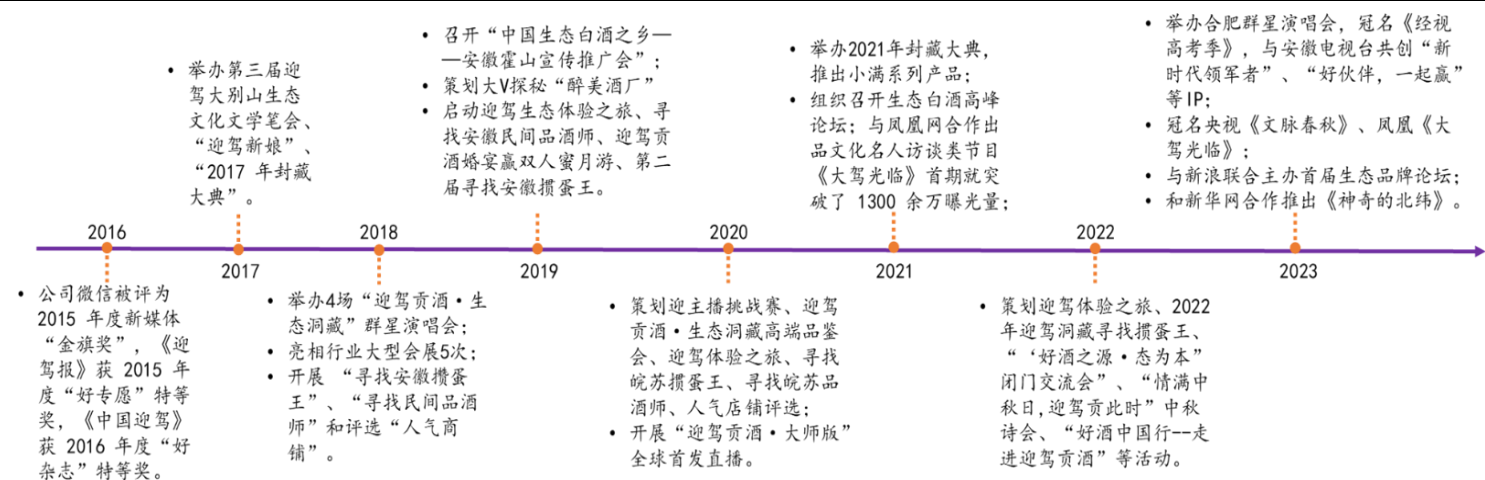 2016
• 公司微信被评为
2015 年度新媒体
“金旗奖”，《迎
驾报》获 2015 年
度“好专愿”特等
奖，《中国迎驾》
获 2016 年度“好
杂志”特等奖。
• 举办第三届迎
驾大别山生态
文化文学笔会、
“迎驾新娘”、
“2017 年封藏
大典”。
2017
2018
• 举办4场“迎驾贡酒·生
态洞藏”群星演唱会；
• 亮相行业大型会展5次；
• 开展 “寻找安徽攒蛋
王”、“寻找民间品酒
师”和评选“人气商
铺”。
• 召开“中国生态白酒之乡—
—安徽霍山宣传推广会”；
• 策划大V探秘“醉美酒厂”
• 启动迎驾生态体验之旅、寻
找安徽民间品酒师、迎驾贡
酒婚宴赢双人蜜月游、第二
届寻找安徽掼蛋王。
2019
2020
• 策划迎主播挑战赛、迎驾
贡酒·生态洞藏高端品鉴
会、迎驾体验之旅、寻找
皖苏掼蛋王、寻找皖苏品
酒师、人气店铺评选；
• 开展“迎驾贡酒·大师版”
全球首发直播。
• 举办2021年封藏大典，
推出小满系列产品；
• 组织召开生态白酒高峰
论坛；与凤凰网合作出
品文化名人访谈类节目
《大驾光临》首期就突
破了 1300 余万曝光量；
2021
2022
• 策划迎驾体验之旅、2022
年迎驾洞藏寻找掼蛋王、
“‘好酒之源·态为本”
闭门交流会”、“情满中
秋日,迎驾贡此时”中秋
诗会、“好酒中国行--走
进迎驾贡酒”等活动。
• 举办合肥群星演唱会，冠名《经视
高考季》，与安徽电视台共创“新
时代领军者”、“好伙伴，一起赢”
等IP；
• 冠名央视《文脉春秋》、凤凰《大
驾光临》；
• 与新浪联合主办首届生态品牌论坛；
• 和新华网合作推出《神奇的北纬》。
2023